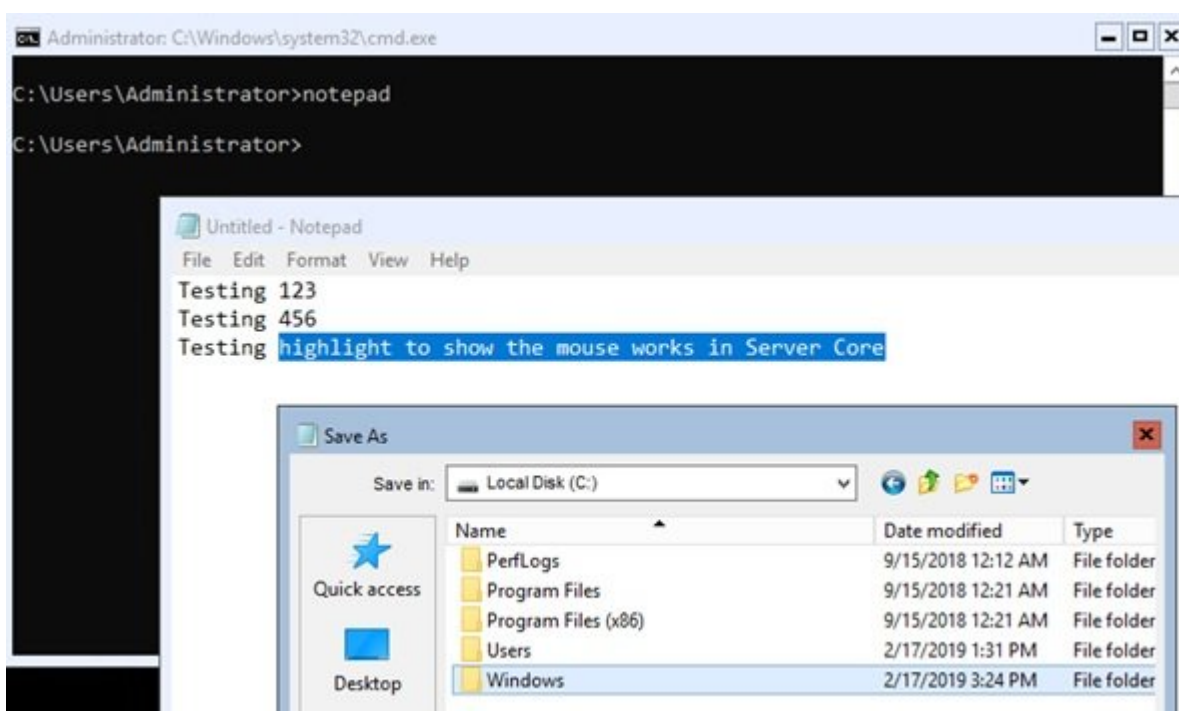 Administrator: C:\Windows\system32\cmd.exe
C:\Users\Administrator>notepad
C:\Users\Administrator>
Untitled - Notepad
File Edit Format View Help
Testing 123
Testing 456
Testing highlight to show the mouse works in Server Core
Save As
Save in: Local Disk (C:)
Name Date modified Type
PerfLogs 9/15/2018 12:12 AM File folder
Program Files 9/15/2018 12:21 AM File folder
Program Files (x86) 9/15/2018 12:21 AM File folder
Users 2/17/2019 1:31 PM File folder
Windows 2/17/2019 3:24 PM File folder
Quick access
Desktop